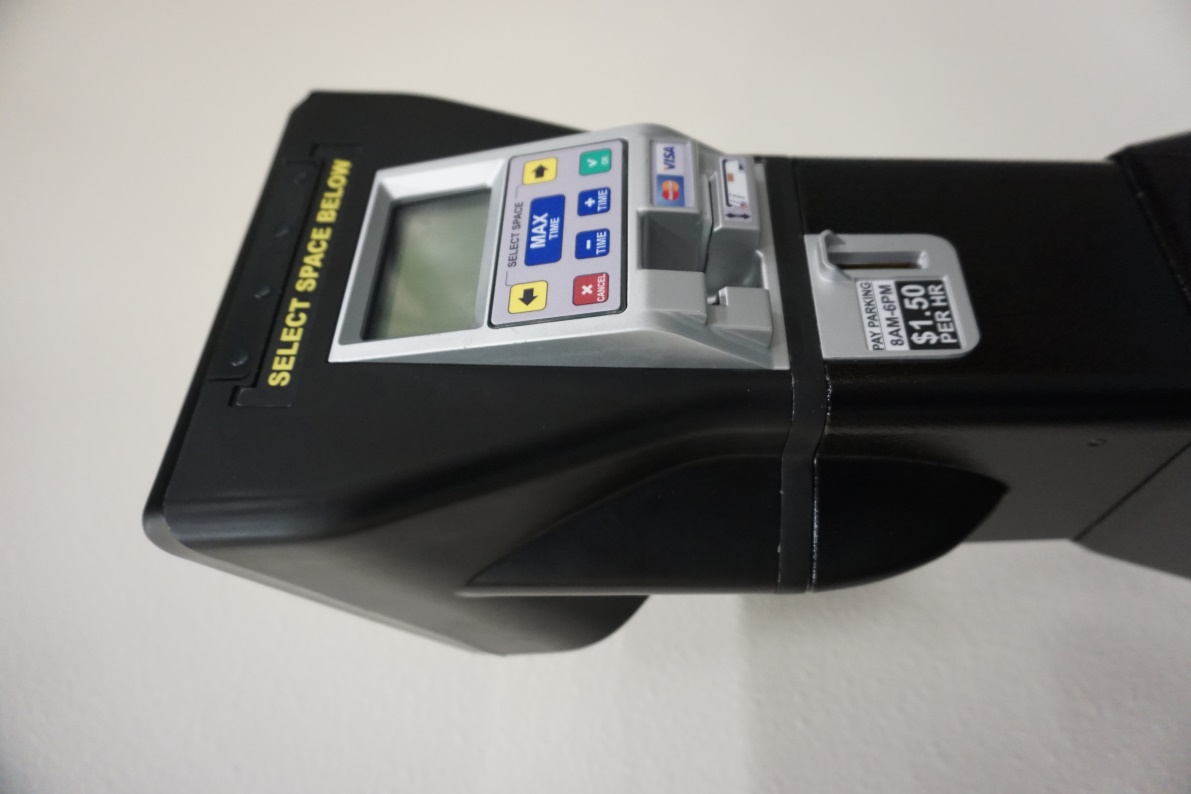 SELECT SPACE BELOW
SELECT SPACE
MAX
TIME
- TIME
+ TIME
X CANCEL
OK
VISA
MasterCard
PAY PARKING
8AM-6PM
$1.50
PER HR